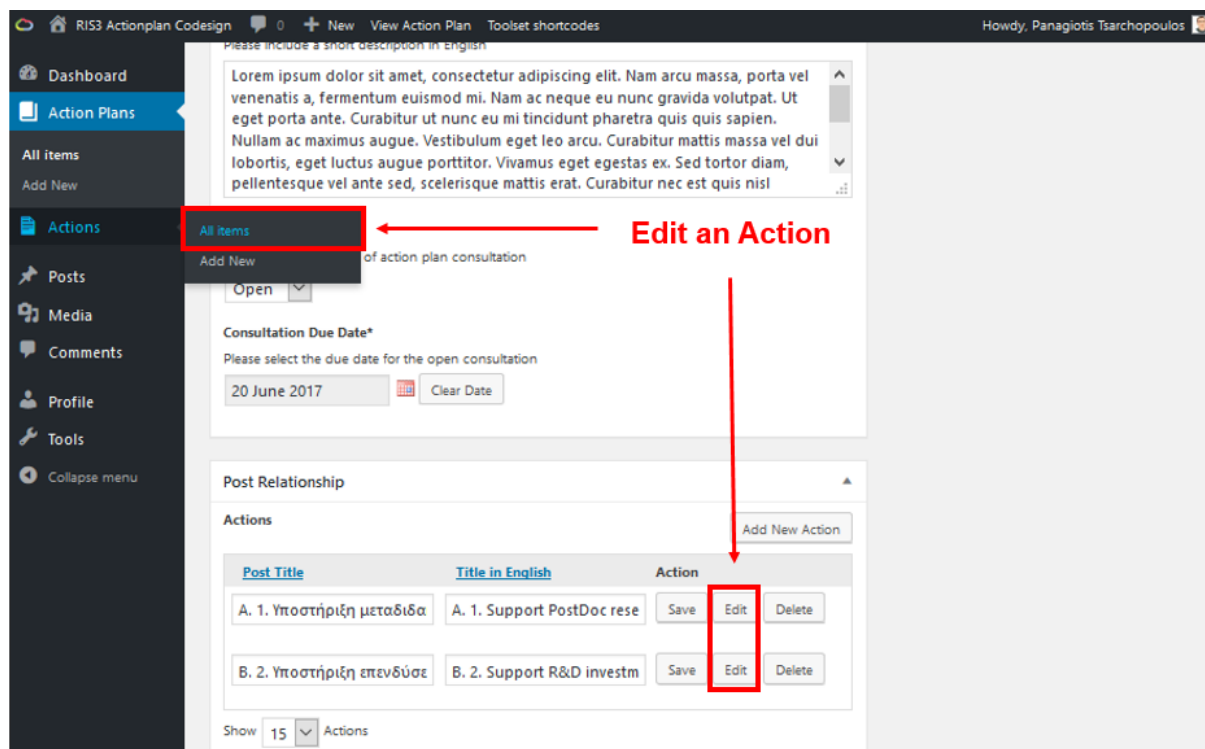 RIS3 Actionplan Codesign 0 New View Action Plan Toolset shortcodes Howdy, Panagiotis Tsarchopoulos
Please include a short description in English
Dashboard
Action Plans
All items
Add New
Actions
All items
Add New
Posts
Media
Comments
Profile
Tools
Collapse menu
Lorem ipsum dolor sit amet, consectetur adipiscing elit. Nam arcu massa, porta vel
venenatis a, fermentum euismod mi. Nam ac neque eu nunc gravida volutpat. Ut
eget porta ante. Curabitur ut nunc eu mi tincidunt pharetra quis quis sapien.
Nullam ac maximus augue. Vestibulum eget leo arcu. Curabitur mattis massa vel dui
lobortis, eget luctus augue porttitor. Vivamus eget egestas ex. Sed tortor diam,
pellentesque vel ante sed, scelerisque mattis erat. Curabitur nec est quis nisl
Edit an Action
of action plan consultation
Open
Consultation Due Date*
Please select the due date for the open consultation
20 June 2017 Clear Date
Post Relationship
Actions
Add New Action
Post Title Title in English Action
A. 1. Υποστήριξη μεταδιδα A. 1. Support PostDoc rese Save Edit Delete
B. 2. Υποστήριξη επενδύσε B. 2. Support R&D investm Save Edit Delete
Show 15 Actions